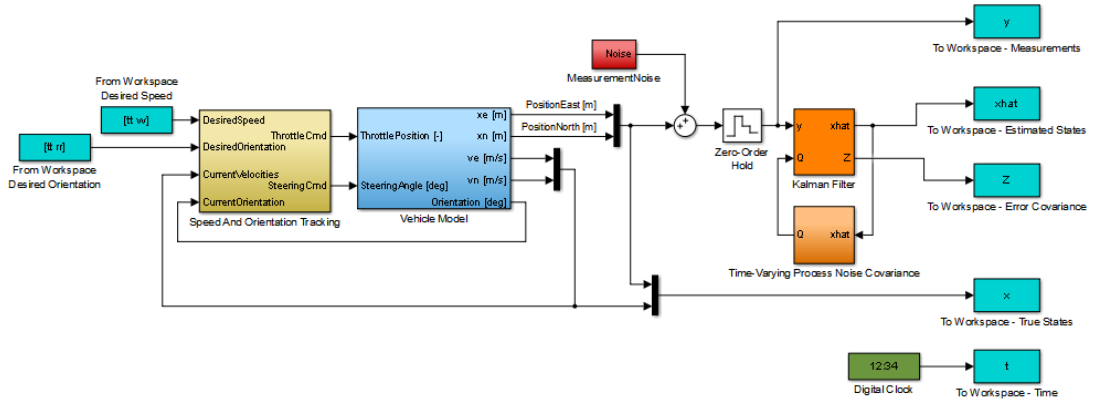 From Workspace
Desired Speed
[tt vv]
[tt rr]
From Workspace
Desired Orientation
DesiredSpeed
ThrottleCmd
DesiredOrientation
CurrentVelocities
SteeringCmd
CurrentOrientation
Speed And Orientation Tracking
ThrottlePosition [-]
SteeringAngle [deg]
xe [m]
xn [m]
ve [m/s]
vn [m/s]
Orientation [deg]
Vehicle Model
PositionEast [m]
PositionNorth [m]
Noise
MeasurementNoise
++
Zero-Order
Hold
y
xhat
Q
Z
Kalman Filter
Q
xhat
Time-Varying Process Noise Covariance
y
To Workspace - Measurements
xhat
To Workspace - Estimated States
Z
To Workspace - Error Covariance
x
To Workspace - True States
12:34
Digital Clock
t
To Workspace - Time